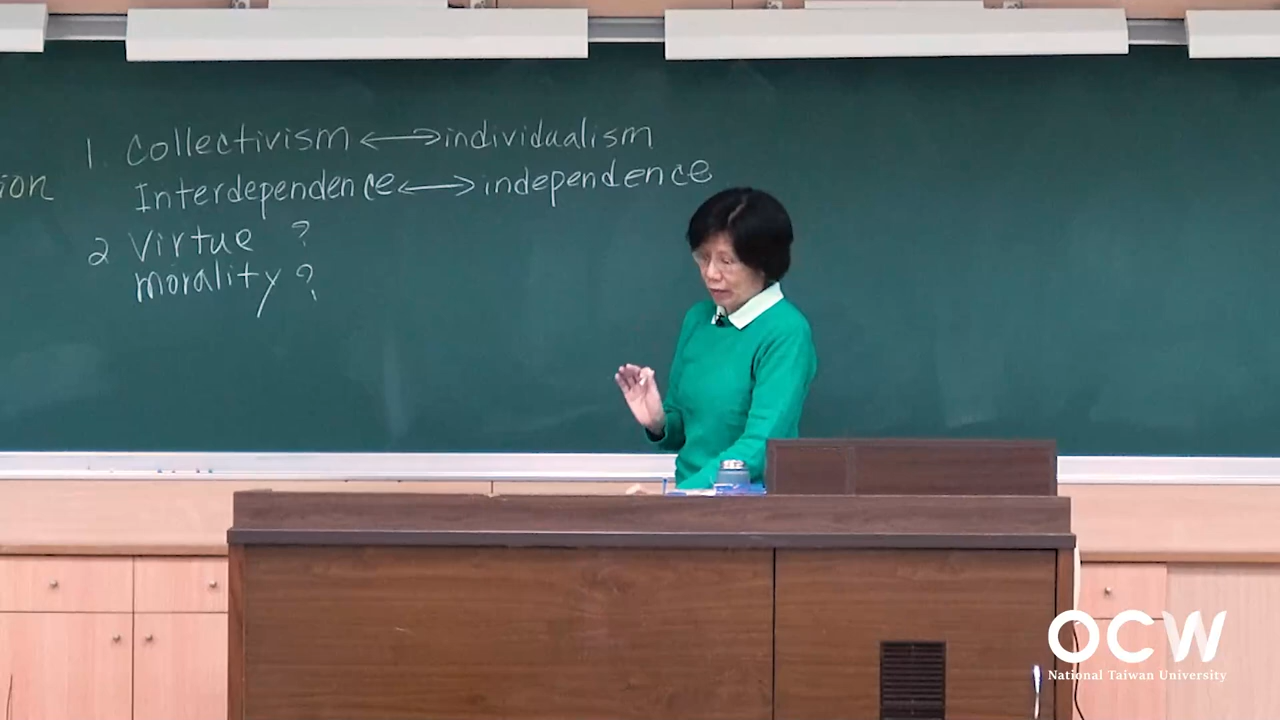 1. Collectivism <-> individualism
ion
Interdependence <-> independence
2 Virtue ?
morality ?
OCW
National Taiwan University